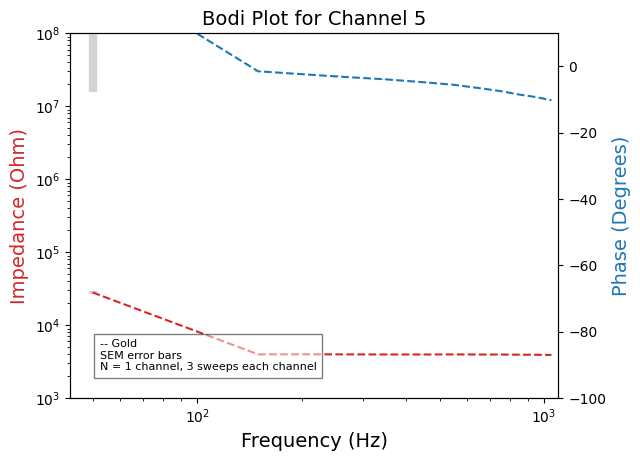 Bodi Plot for Channel 5
Impedance (Ohm)
10^8
10^7
10^6
10^5
10^4
10^3
-- Gold
SEM error bars
N = 1 channel, 3 sweeps each channel
10^2
10^3
Frequency (Hz)
0
−20
−40
−60
−80
−100
Phase (Degrees)